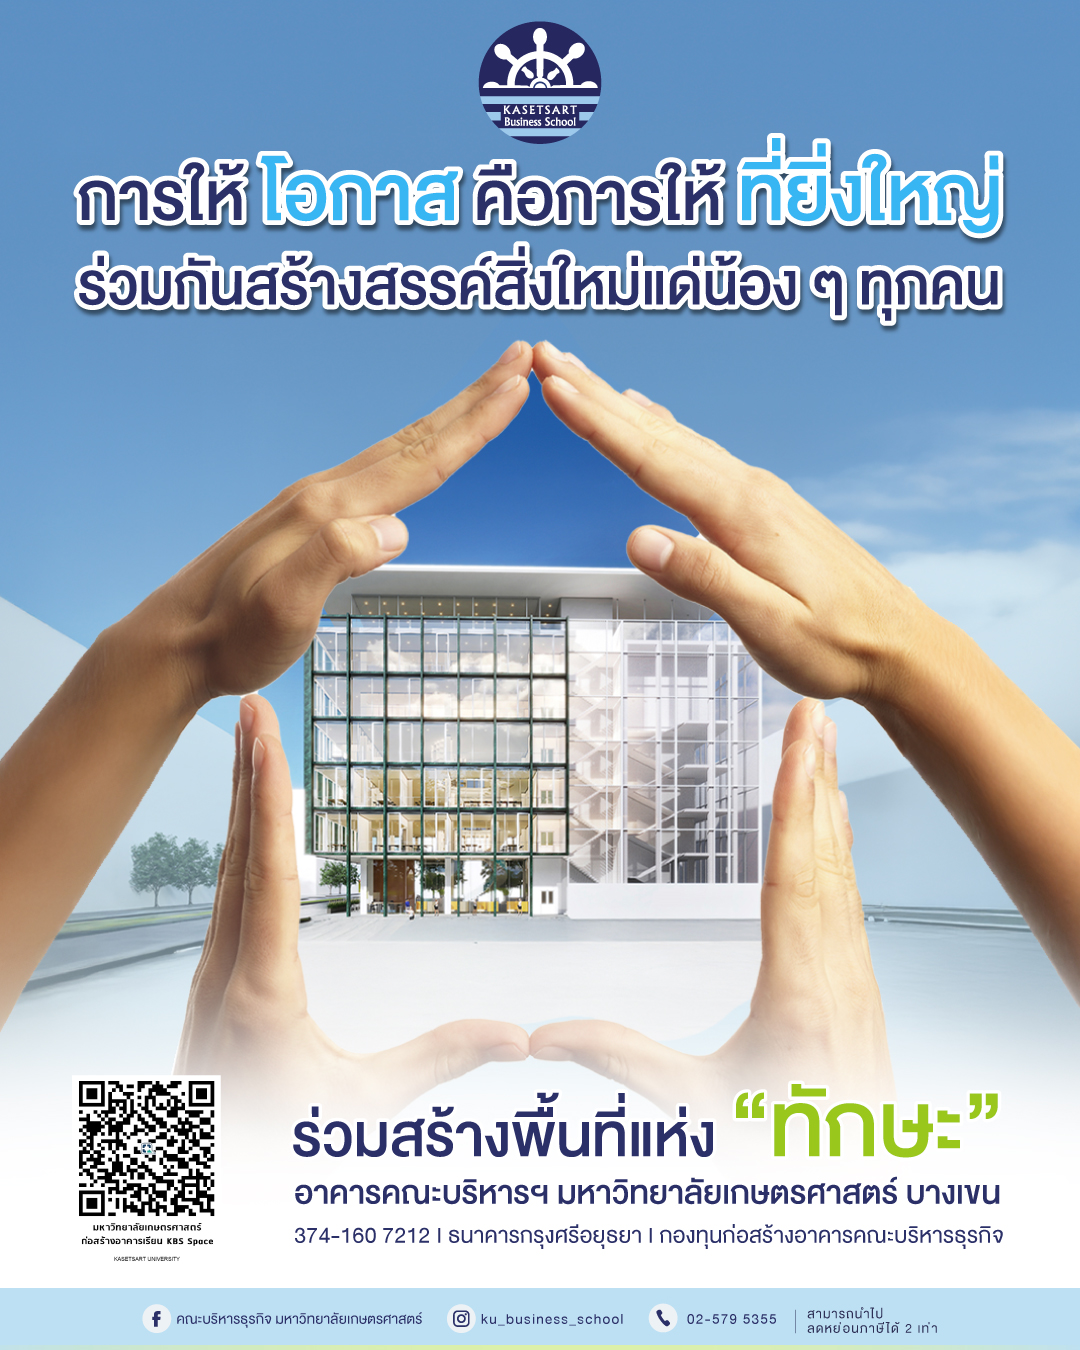 KASETSART
Business School
การให้ โอกาส คือการให้ ที่ยิ่งใหญ่
ร่วมกันสร้างสรรค์สิ่งใหม่แด่น้อง ๆ ทุกคน
ร่วมสร้างพื้นที่แห่ง “ทักษะ”
อาคารคณะบริหารฯ มหาวิทยาลัยเกษตรศาสตร์ บางเขน
374-160 7212 I ธนาคารกรุงศรีอยุธยา I กองทุนก่อสร้างอาคารคณะบริหารธุรกิจ
มหาวิทยาลัยเกษตรศาสตร์
ก่อสร้างอาคารเรียน KBS Space
KASETSART UNIVERSITY
คณะบริหารธุรกิจ มหาวิทยาลัยเกษตรศาสตร์
ku_business_school
02-579 5355
สามารถนำไป
ลดหย่อนภาษีได้ 2 เท่า